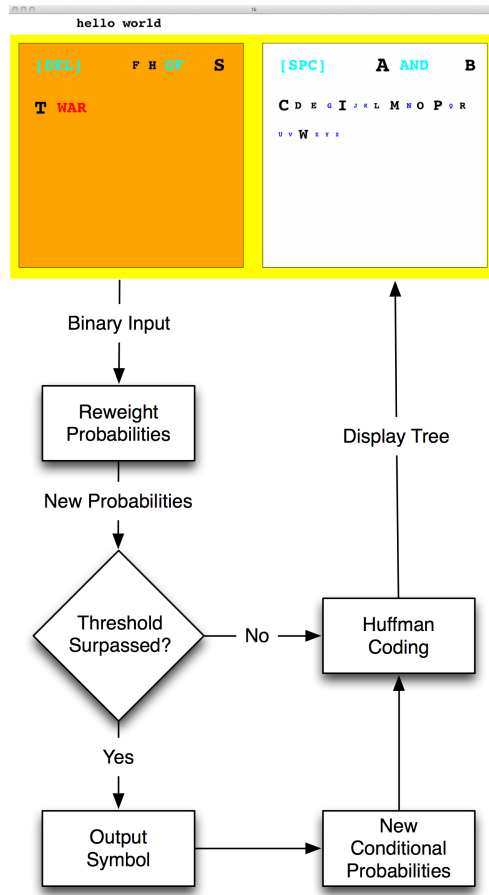 tk
hello world
[DEL] F H OF S
T WAR
[SPC] A AND B
C D E G I J K L M N O P Q R
U V W X Y Z
Binary Input
Reweight
Probabilities
New Probabilities
Threshold
Surpassed?
No
Yes
Output
Symbol
Display Tree
Huffman
Coding
New
Conditional
Probabilities